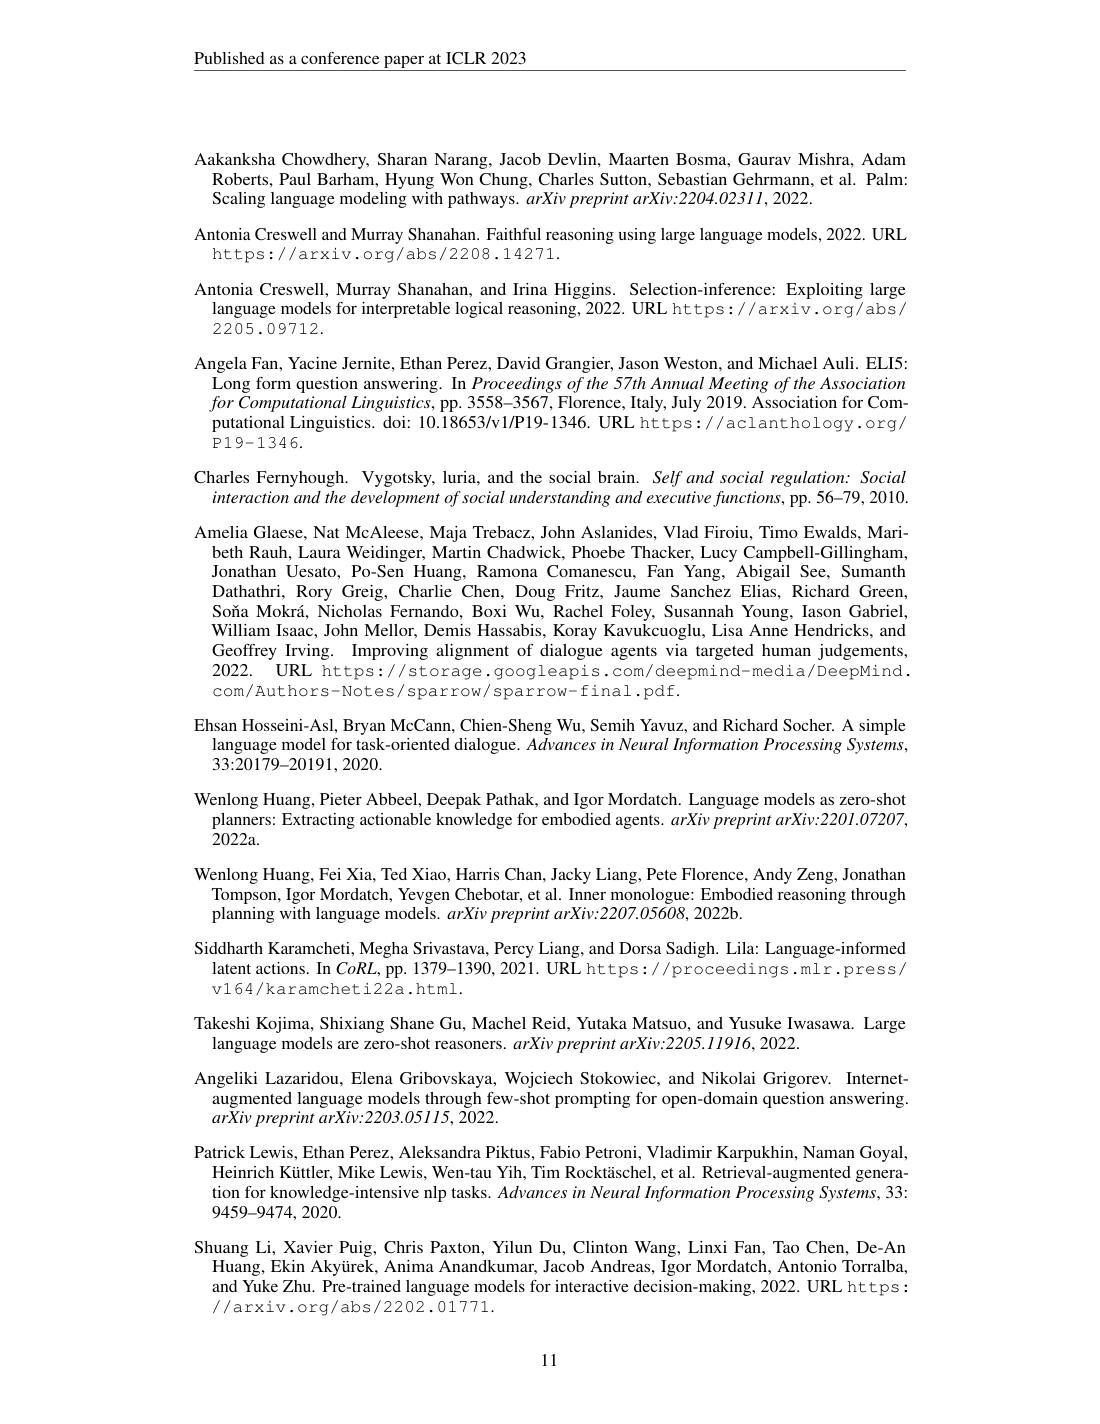 Published as a conference paper at ICLR 2023
Aakanksha Chowdhery, Sharan Narang, Jacob Devlin, Maarten Bosma, Gaurav Mishra, Adam
Roberts, Paul Barham, Hyung Won Chung, Charles Sutton, Sebastian Gehrmann, et al. Palm:
Scaling language modeling with pathways. arXiv preprint arXiv:2204.02311, 2022.
Antonia Creswell and Murray Shanahan. Faithful reasoning using large language models, 2022. URL
https://arxiv.org/abs/2208.14271.
Antonia Creswell, Murray Shanahan, and Irina Higgins. Selection-inference: Exploiting large
language models for interpretable logical reasoning, 2022. URL https://arxiv.org/abs/
2205.09712.
Angela Fan, Yacine Jernite, Ethan Perez, David Grangier, Jason Weston, and Michael Auli. ELI5:
Long form question answering. In Proceedings of the 57th Annual Meeting of the Association
for Computational Linguistics, pp. 3558–3567, Florence, Italy, July 2019. Association for Com-
putational Linguistics. doi: 10.18653/v1/P19-1346. URL https://aclanthology.org/
P19-1346.
Charles Fernyhough. Vygotsky, luria, and the social brain. Self and social regulation: Social
interaction and the development of social understanding and executive functions, pp. 56–79, 2010.
Amelia Glaese, Nat McAleese, Maja Trebacz, John Aslanides, Vlad Firoiu, Timo Ewalds, Mari-
beth Rauh, Laura Weidinger, Martin Chadwick, Phoebe Thacker, Lucy Campbell-Gillingham,
Jonathan Uesato, Po-Sen Huang, Ramona Comanescu, Fan Yang, Abigail See, Sumanth
Dathathri, Rory Greig, Charlie Chen, Doug Fritz, Jaume Sanchez Elias, Richard Green,
Soňa Mokrá, Nicholas Fernando, Boxi Wu, Rachel Foley, Susannah Young, Iason Gabriel,
William Isaac, John Mellor, Demis Hassabis, Koray Kavukcuoglu, Lisa Anne Hendricks, and
Geoffrey Irving. Improving alignment of dialogue agents via targeted human judgements,
2022. URL https://storage.googleapis.com/deepmind-media/DeepMind.
com/Authors-Notes/sparrow/sparrow-final.pdf.
Ehsan Hosseini-Asl, Bryan McCann, Chien-Sheng Wu, Semih Yavuz, and Richard Socher. A simple
language model for task-oriented dialogue. Advances in Neural Information Processing Systems,
33:20179–20191, 2020.
Wenlong Huang, Pieter Abbeel, Deepak Pathak, and Igor Mordatch. Language models as zero-shot
planners: Extracting actionable knowledge for embodied agents. arXiv preprint arXiv:2201.07207,
2022a.
Wenlong Huang, Fei Xia, Ted Xiao, Harris Chan, Jacky Liang, Pete Florence, Andy Zeng, Jonathan
Tompson, Igor Mordatch, Yevgen Chebotar, et al. Inner monologue: Embodied reasoning through
planning with language models. arXiv preprint arXiv:2207.05608, 2022b.
Siddharth Karamcheti, Megha Srivastava, Percy Liang, and Dorsa Sadigh. Lila: Language-informed
latent actions. In CoRL, pp. 1379–1390, 2021. URL https://proceedings.mlr.press/
v164/karamcheti22a.html.
Takeshi Kojima, Shixiang Shane Gu, Machel Reid, Yutaka Matsuo, and Yusuke Iwasawa. Large
language models are zero-shot reasoners. arXiv preprint arXiv:2205.11916, 2022.
Angeliki Lazaridou, Elena Gribovskaya, Wojciech Stokowiec, and Nikolai Grigorev. Internet-
augmented language models through few-shot prompting for open-domain question answering.
arXiv preprint arXiv:2203.05115, 2022.
Patrick Lewis, Ethan Perez, Aleksandra Piktus, Fabio Petroni, Vladimir Karpukhin, Naman Goyal,
Heinrich Küttler, Mike Lewis, Wen-tau Yih, Tim Rocktäschel, et al. Retrieval-augmented genera-
tion for knowledge-intensive nlp tasks. Advances in Neural Information Processing Systems, 33:
9459–9474, 2020.
Shuang Li, Xavier Puig, Chris Paxton, Yilun Du, Clinton Wang, Linxi Fan, Tao Chen, De-An
Huang, Ekin Akyürek, Anima Anandkumar, Jacob Andreas, Igor Mordatch, Antonio Torralba,
and Yuke Zhu. Pre-trained language models for interactive decision-making, 2022. URL https:
//arxiv.org/abs/2202.01771.
11